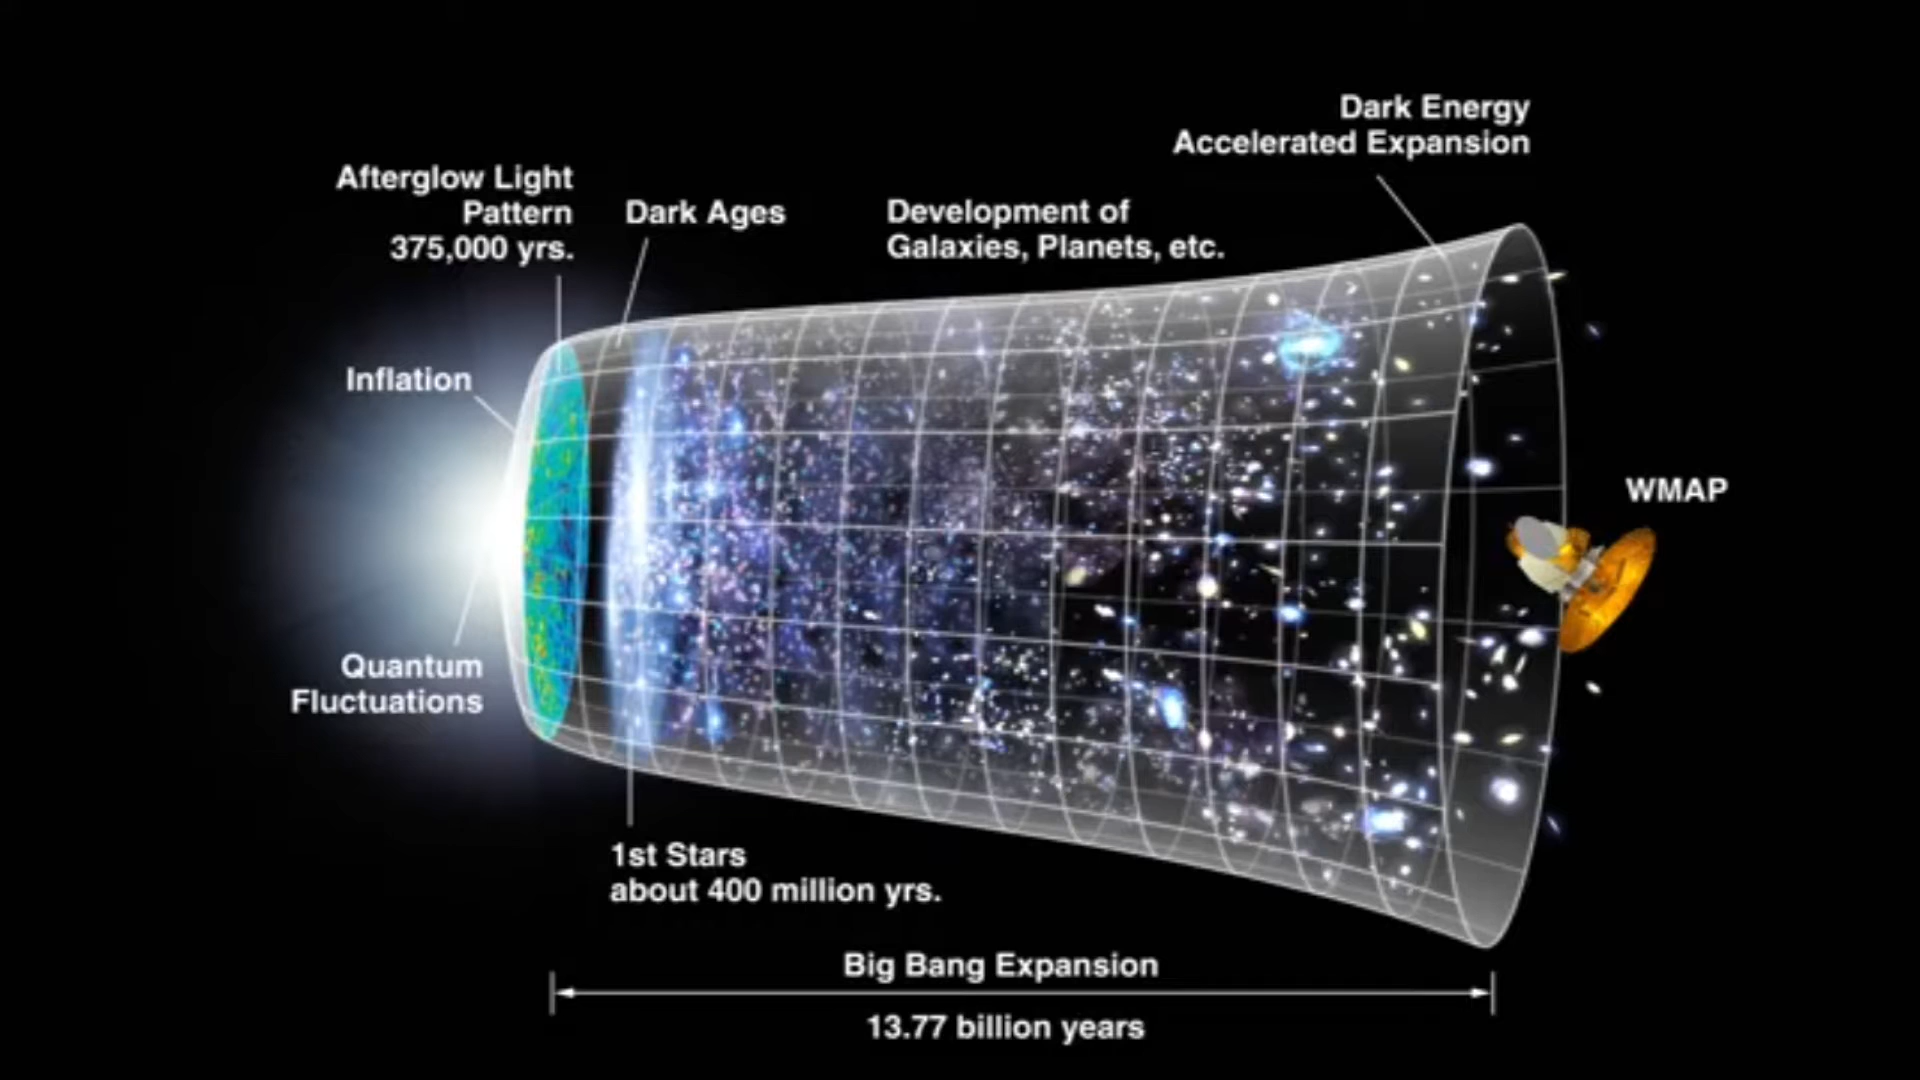 Dark Energy
Accelerated Expansion
Afterglow Light
Pattern
375,000 yrs.
Dark Ages
Development of
Galaxies, Planets, etc.
Inflation
WMAP
Quantum
Fluctuations
1st Stars
about 400 million yrs.
Big Bang Expansion
13.77 billion years